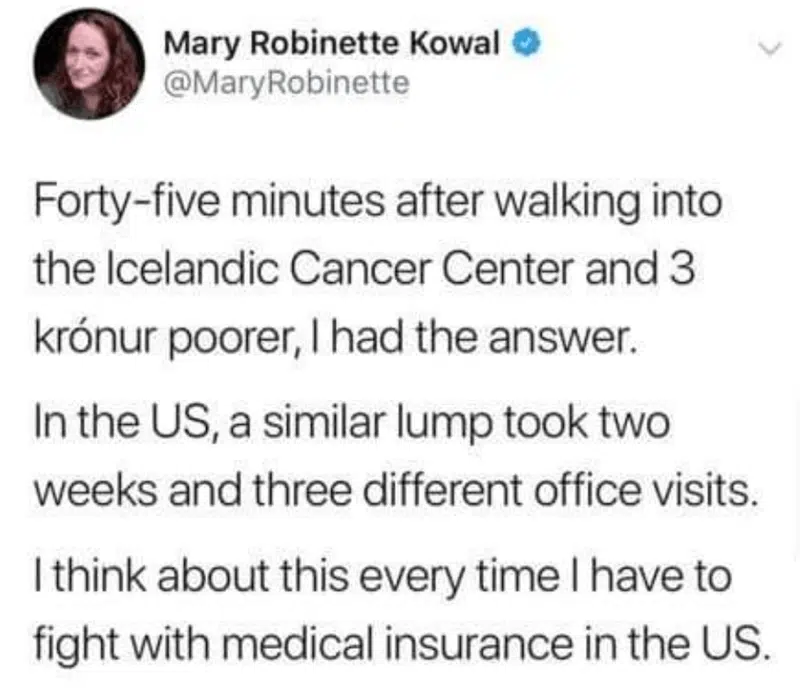 Mary Robinette Kowal
@MaryRobinette
Forty-five minutes after walking into
the Icelandic Cancer Center and 3
krónur poorer, I had the answer.
In the US, a similar lump took two
weeks and three different office visits.
I think about this every time I have to
fight with medical insurance in the US.